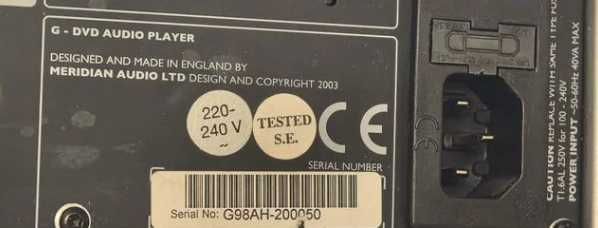 G - DVD AUDIO PLAYER
DESIGNED AND MADE IN ENGLAND BY
MERIDIAN AUDIO LTD DESIGN AND COPYRIGHT 2003
220-
240 V
~
TESTED
S.E.
CE
SERIAL NUMBER
Serial No: G98AH-200050
CE
CAUTION REPLACE WITH SAME TYPE FUSE
T1.6AL 250V for 100 - 240V
POWER INPUT ~50-60Hz 40VA MAX